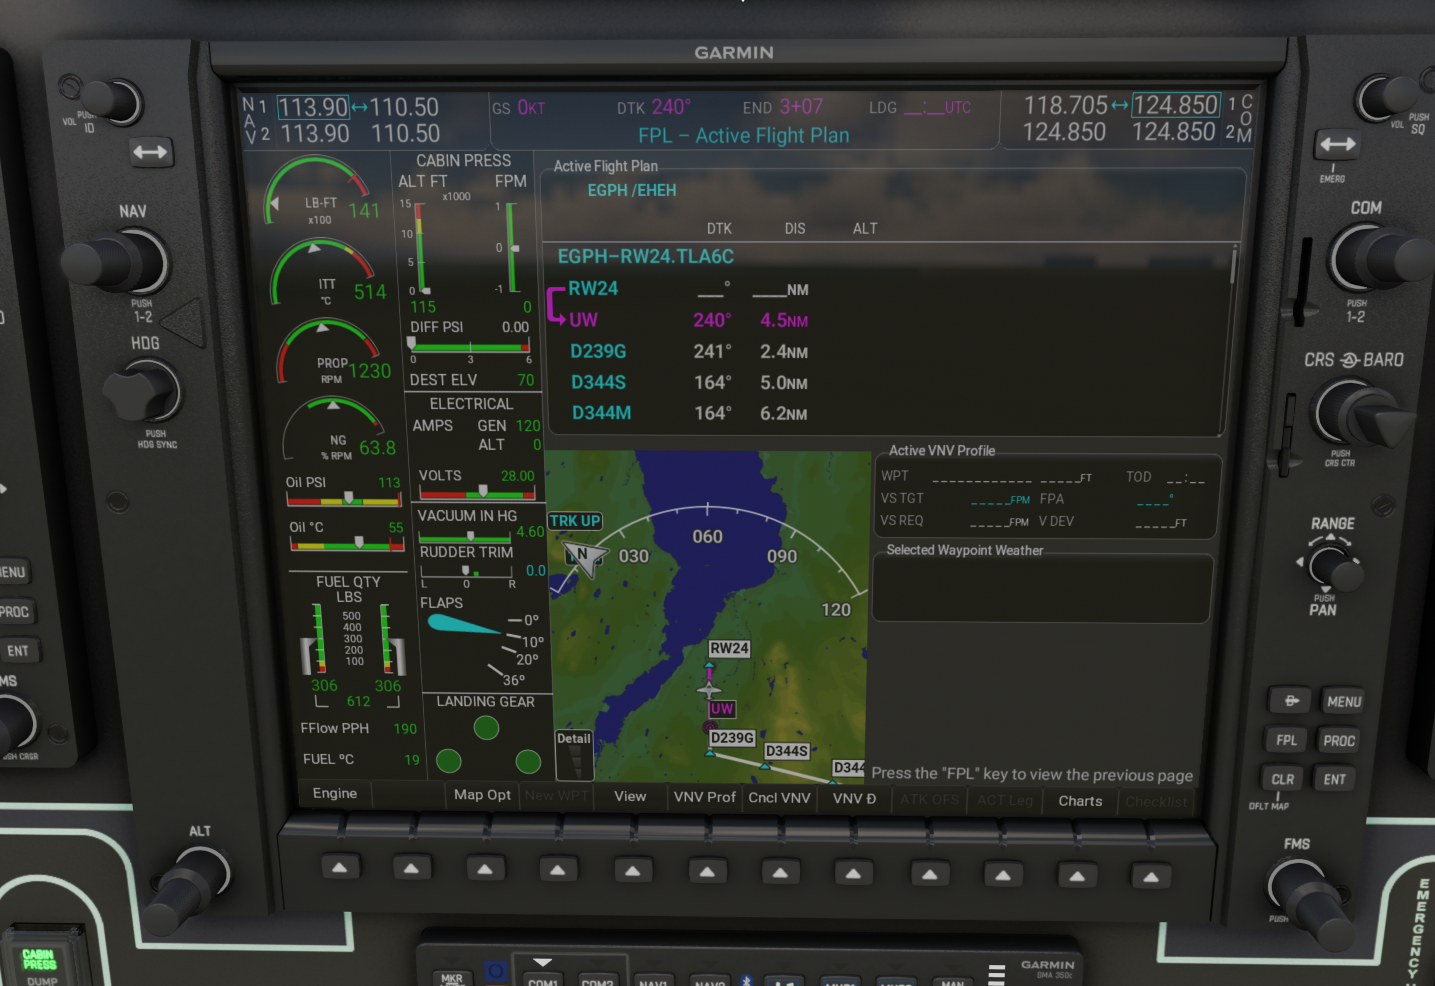 GARMIN
NAV 1 113.90 ↔ 110.50
2 113.90 110.50
GS 0KT DTK 240° END 3+07 LDG __:__UTC
FPL – Active Flight Plan
118.705 ↔ 124.850 1 COM
124.850 124.850 2
VOL PUSH ID
NAV
PUSH 1-2
HDG
PUSH HDG SYNC
ALT
LB-FT x100 141
ITT °C 514
PROP RPM 1230
NG % RPM 63.8
Oil PSI 113
Oil °C 55
FUEL QTY
LBS
500
400
300
200
100
306 306
612
FFlow PPH 190
FUEL ºC 19
CABIN PRESS
ALT FT FPM
x1000
15 1
10 0
5
0 -1
115 0
DIFF PSI 0.00
0 3 6
DEST ELV 70
ELECTRICAL
AMPS GEN 120
ALT 0
VOLTS 28.00
VACUUM IN HG
4.60
RUDDER TRIM
L 0 R 0.0
FLAPS
0º
10º
20º
36º
LANDING GEAR
Active Flight Plan
EGPH /EHEH
DTK DIS ALT
EGPH–RW24.TLA6C
RW24 ___° ____NM
UW 240° 4.5NM
D239G 241° 2.4NM
D344S 164° 5.0NM
D344M 164° 6.2NM
TRK UP
N
030
060
090
120
RW24
UW
D239G
D344S
D344
Detail
Active VNV Profile
WPT ____________ _____FT TOD __:__
VS TGT _____FPM FPA ____°
VS REQ _____FPM V DEV _____FT
Selected Waypoint Weather
Press the "FPL" key to view the previous page
Engine Map Opt New WPT View VNV Prof Cncl VNV VNV Đ ATK OFS ACT Leg Charts Checklist
VOL PUSH SQ
EMERG
COM
PUSH 1-2
CRS BARO
PUSH CRS CTR
RANGE
PUSH
PAN
MENU
FPL PROC
CLR ENT
DFLT MAP
FMS
PUSH
MENU
PROC
ENT
FMS
PUSH CRSR
CABIN
PRESS
DUMP
MKR
COM1 COM2 NAV1 NAV2
MAN
GARMIN
GMA 350c
EMERGENCY